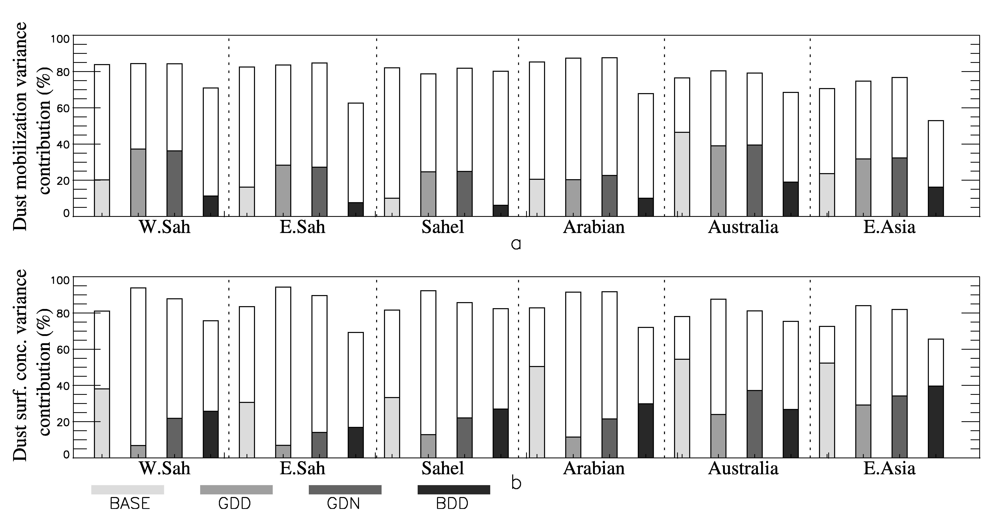 Dust mobilization variance
contribution (%)
100
80
60
40
20
0
W.Sah E.Sah Sahel Arabian Australia E.Asia
a
Dust surf. conc. variance
contribution (%)
100
80
60
40
20
0
W.Sah E.Sah Sahel Arabian Australia E.Asia
b
BASE GDD GDN BDD